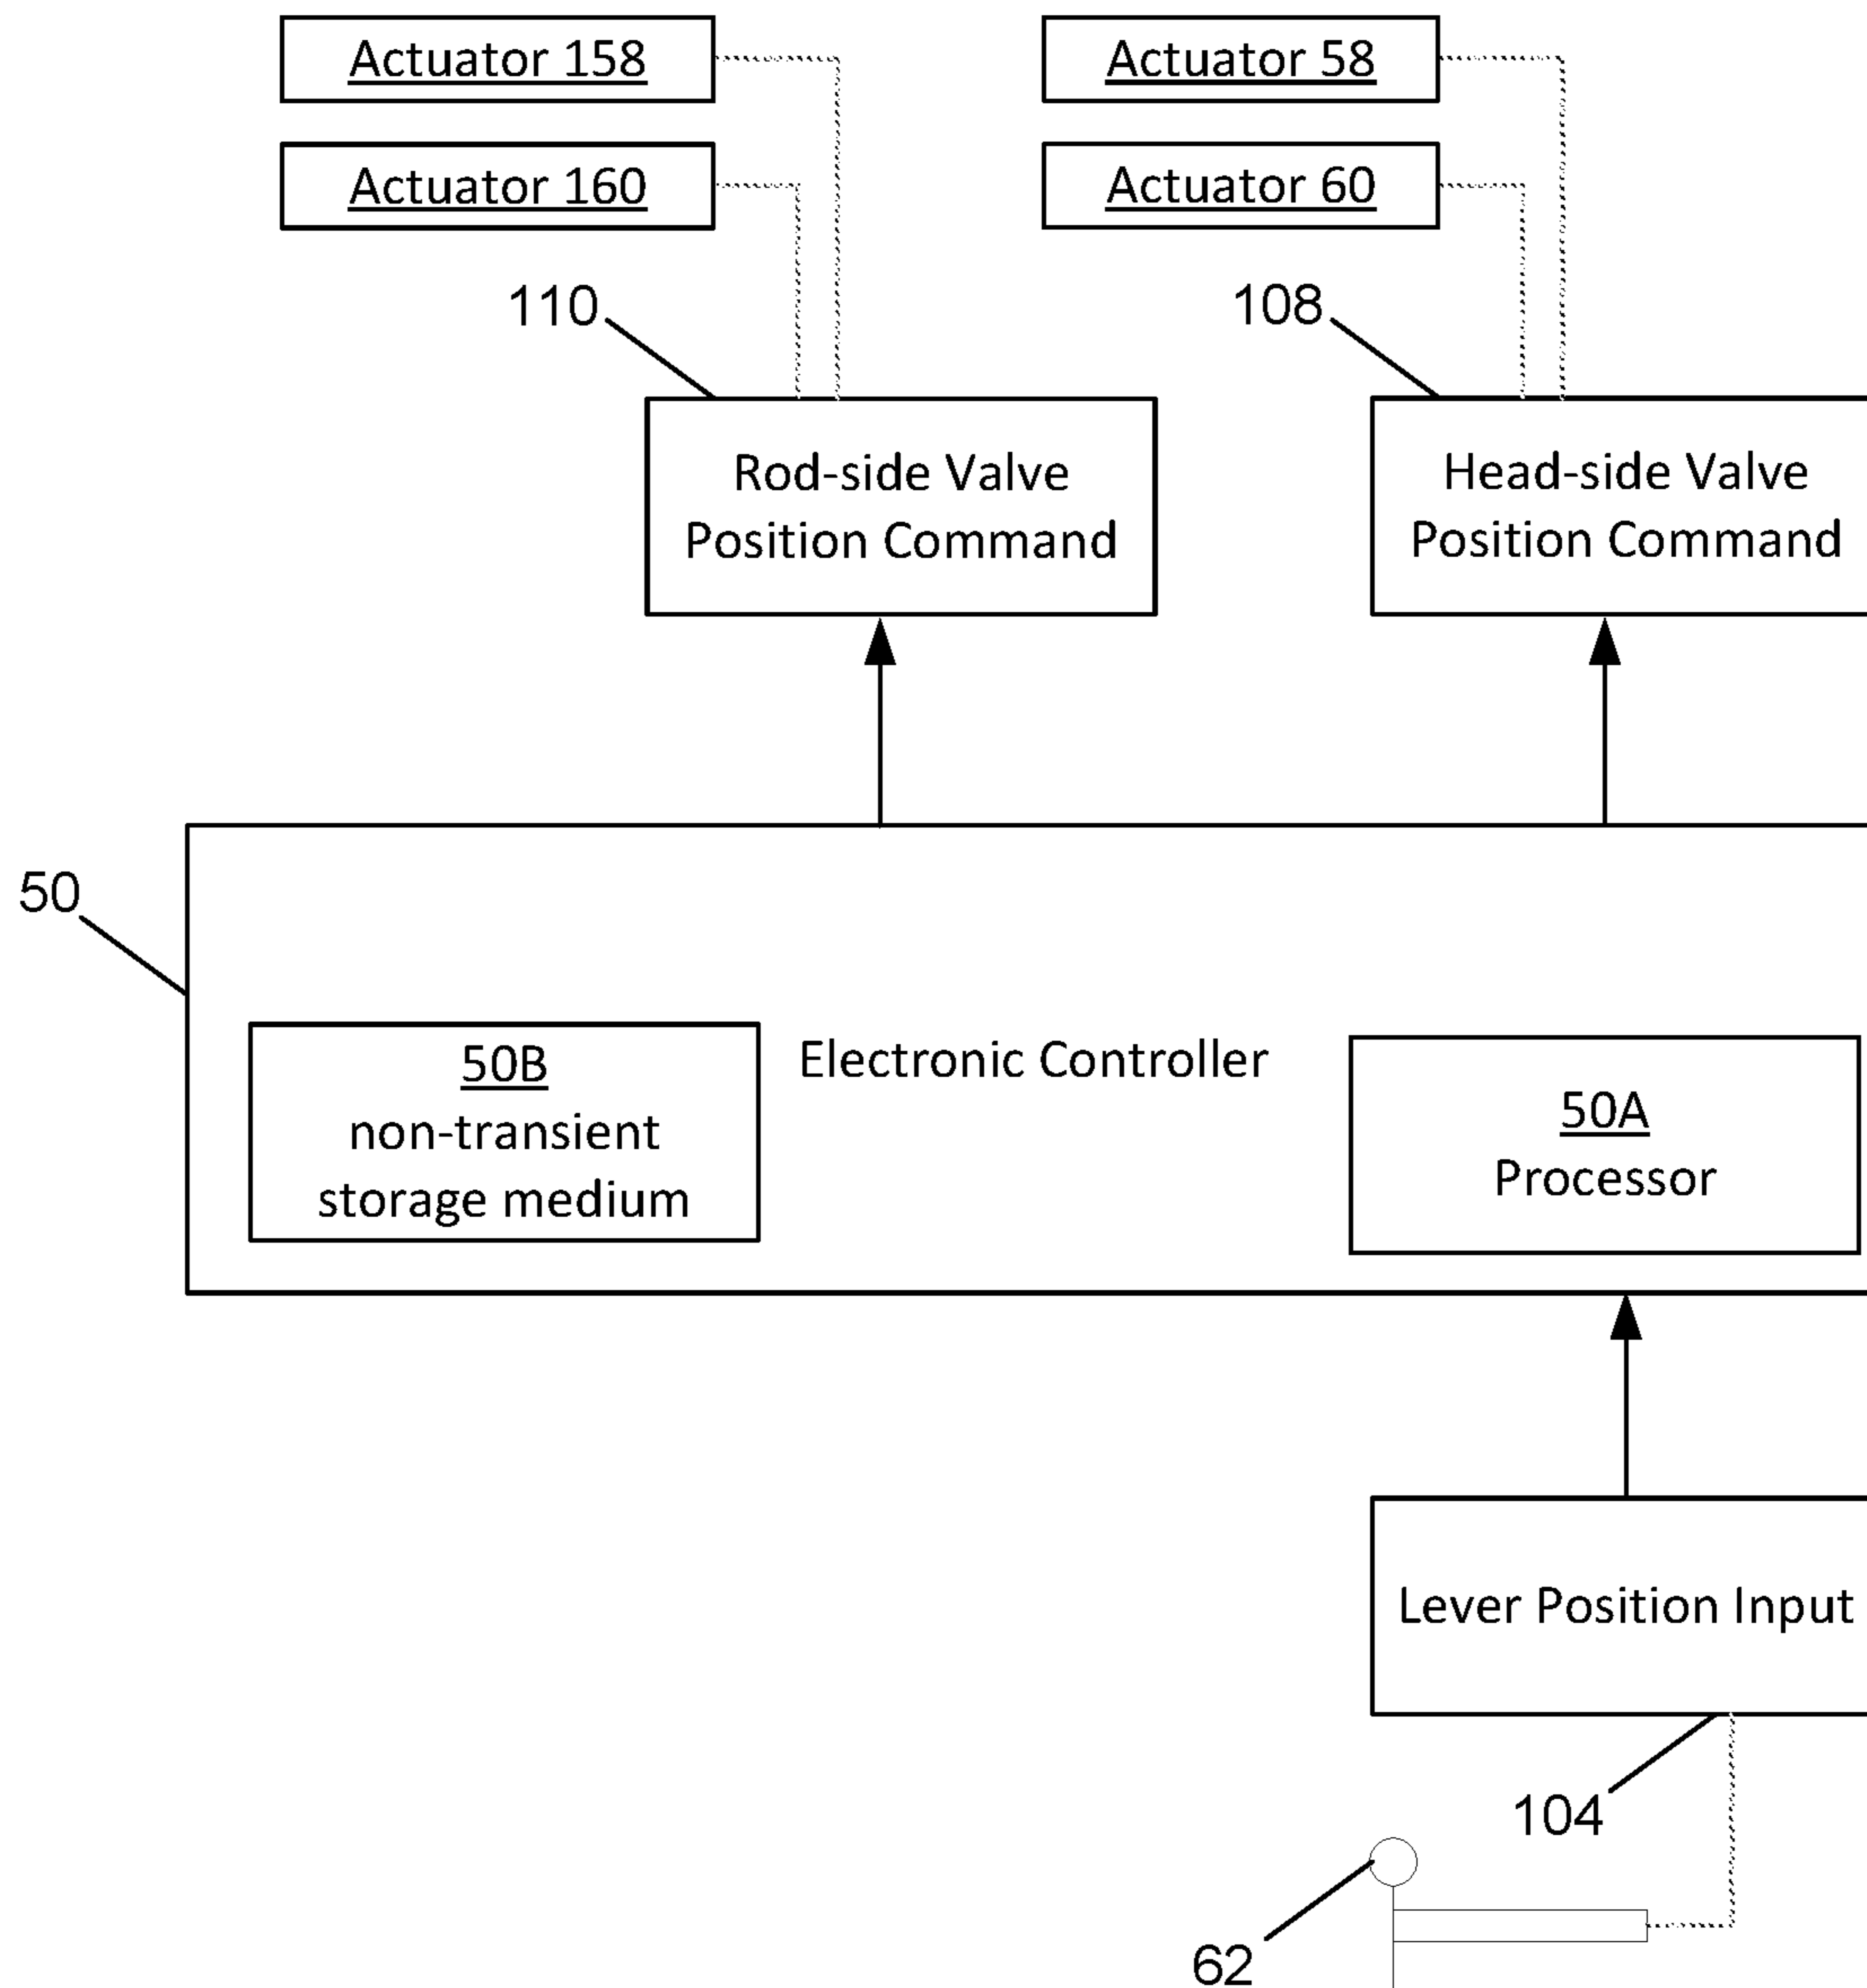 Actuator 158
Actuator 58
Actuator 160
Actuator 60
110
108
Rod-side Valve
Position Command
Head-side Valve
Position Command
50
50B
non-transient
storage medium
Electronic Controller
50A
Processor
Lever Position Input
104
62